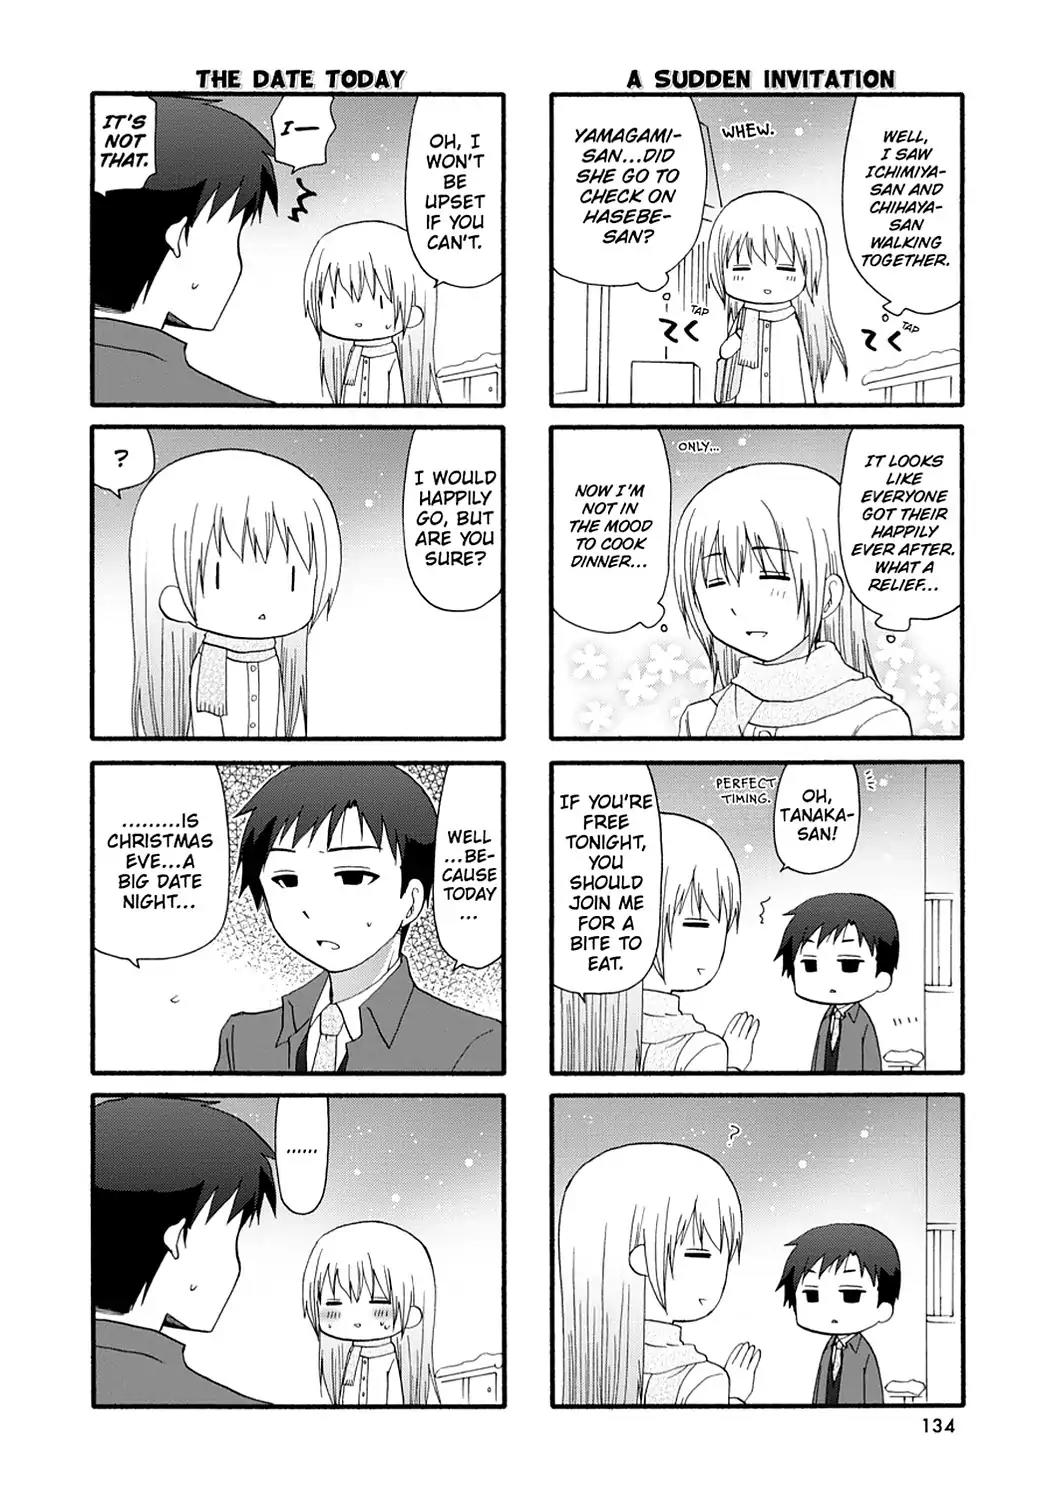 A SUDDEN INVITATION
WELL,
I SAW
ICHIMIYA-
SAN AND
CHIHAYA-
SAN
WALKING
TOGETHER.
WHEW.
YAMAGAMI-
SAN...DID
SHE GO TO
CHECK ON
HASEBE-
SAN?
TAP
てく
TAP
てく
IT LOOKS
LIKE
EVERYONE
GOT THEIR
HAPPILY
EVER AFTER.
WHAT A
RELIEF...
ONLY...
NOW I'M
NOT IN
THE MOOD
TO COOK
DINNER...
OH,
TANAKA-
SAN!
PERFECT
TIMING.
IF YOU'RE
FREE
TONIGHT,
YOU
SHOULD
JOIN ME
FOR A
BITE TO
EAT.
?
THE DATE TODAY
OH, I
WON'T
BE
UPSET
IF YOU
CAN'T.
I—
IT'S
NOT
THAT.
I WOULD
HAPPILY
GO, BUT
ARE YOU
SURE?
?
WELL
...BE-
CAUSE
TODAY
...
.........IS
CHRISTMAS
EVE...A
BIG DATE
NIGHT...
......
134